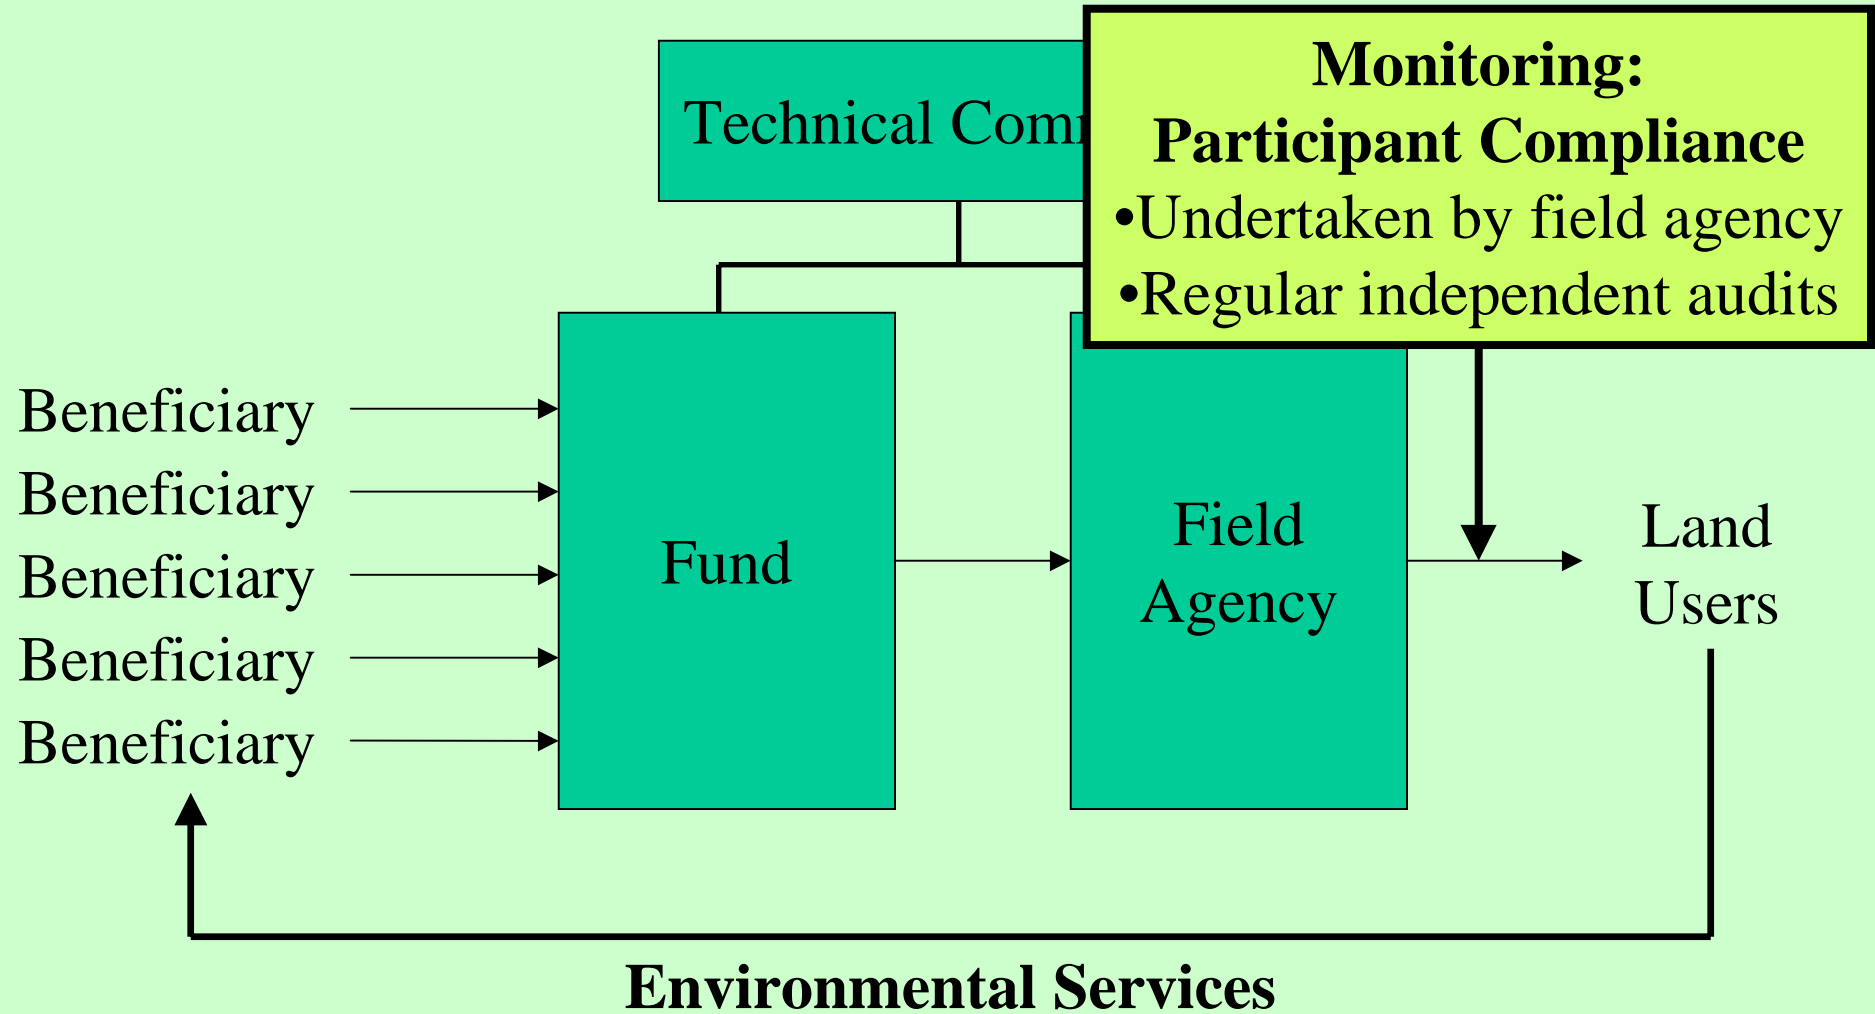 Technical
Monitoring:
Participant Compliance
•Undertaken by field agency
•Regular independent audits
Beneficiary
Beneficiary
Beneficiary
Beneficiary
Beneficiary
Fund
Field
Agency
Land
Users
Environmental Services